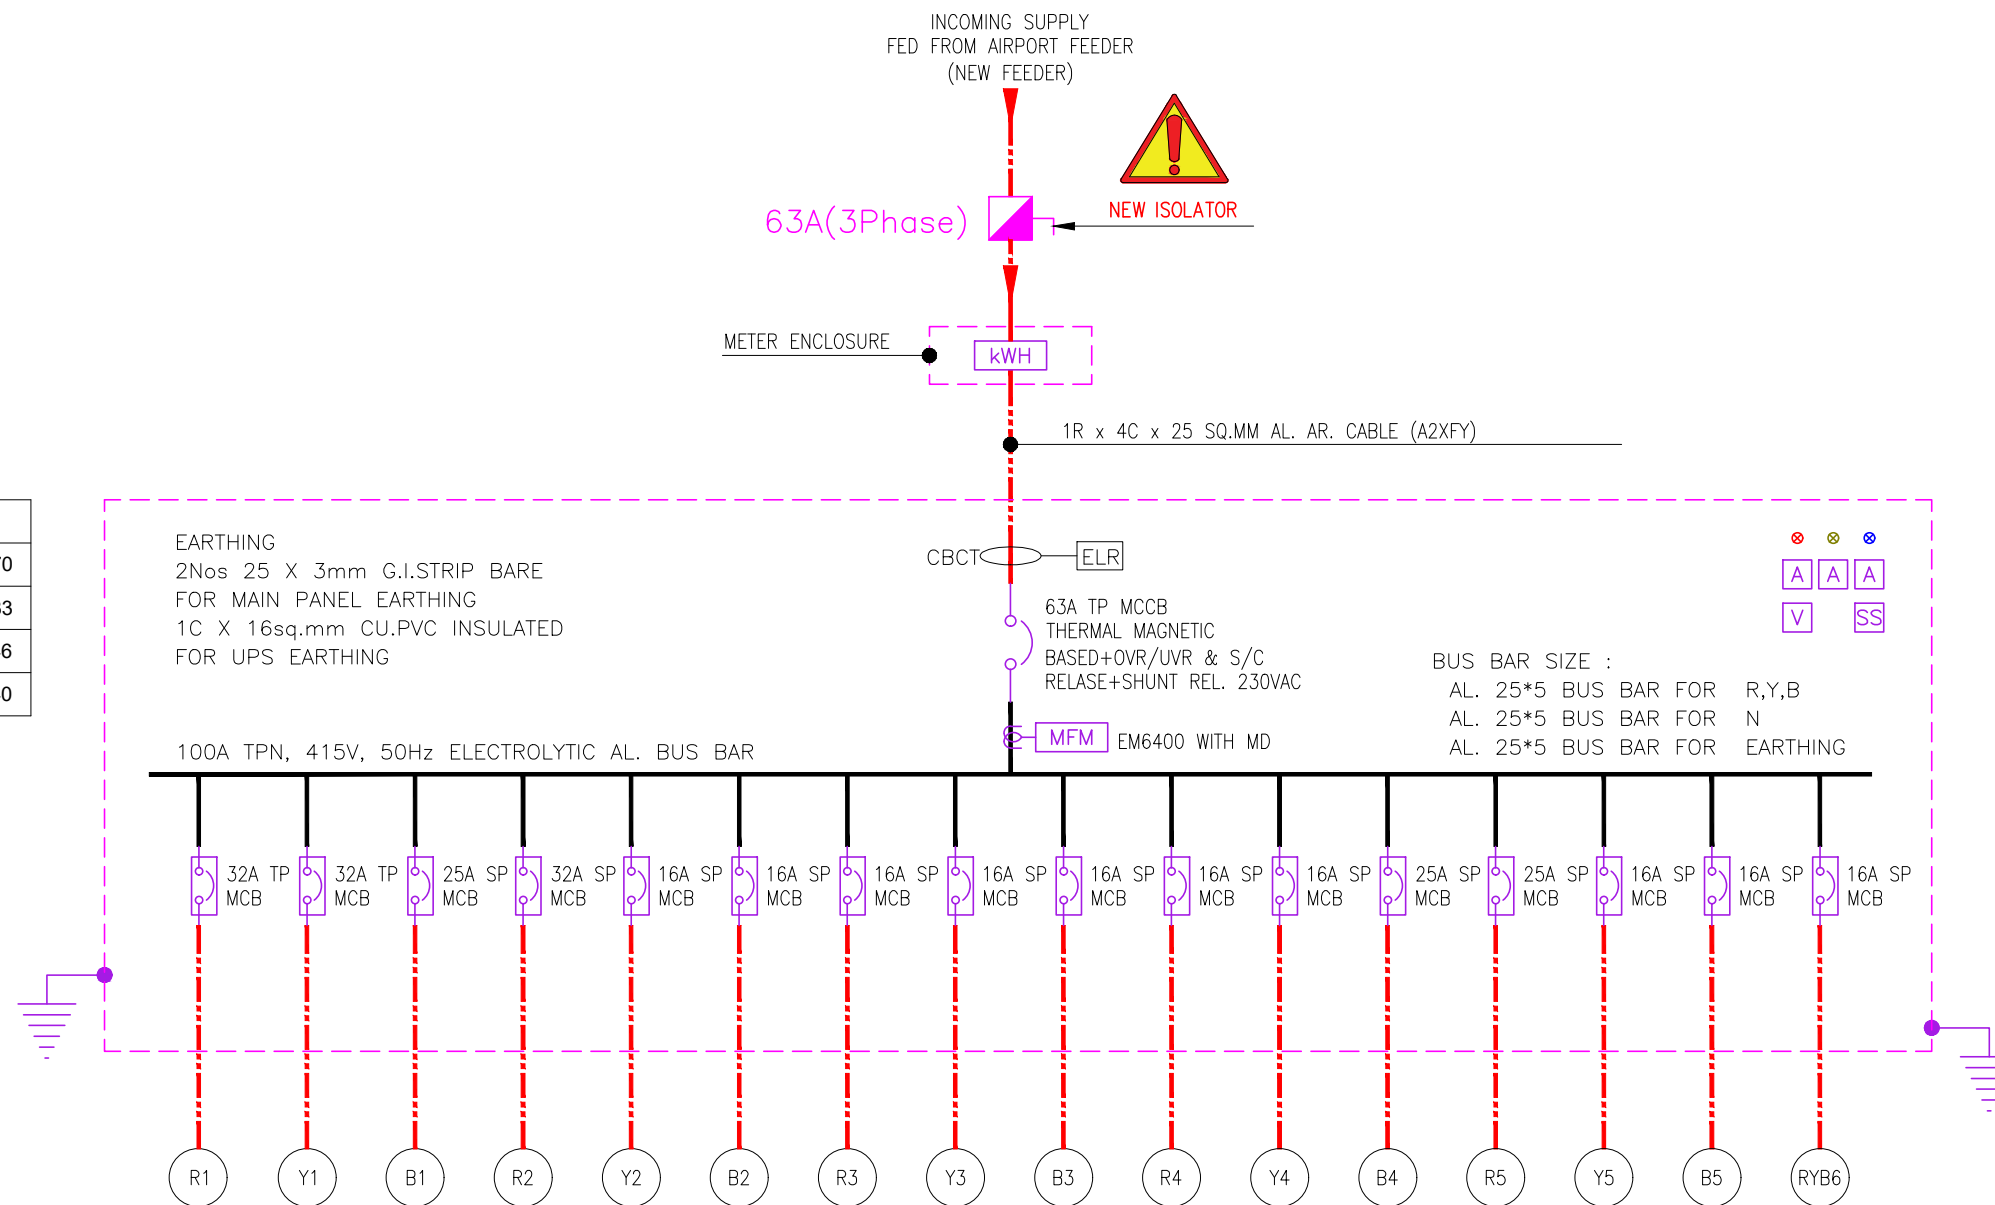 INCOMING SUPPLY
FED FROM AIRPORT FEEDER
(NEW FEEDER)
63A(3Phase)
NEW ISOLATOR
METER ENCLOSURE
kWH
1R x 4C x 25 SQ.MM AL. AR. CABLE (A2XFY)
EARTHING
2Nos 25 X 3mm G.I.STRIP BARE
FOR MAIN PANEL EARTHING
1C X 16sq.mm CU.PVC INSULATED
FOR UPS EARTHING
CBCT
ELR
63A TP MCCB
THERMAL MAGNETIC
BASED+OVR/UVR & S/C
RELASE+SHUNT REL. 230VAC
A A A
V SS
BUS BAR SIZE :
AL. 25*5 BUS BAR FOR R,Y,B
AL. 25*5 BUS BAR FOR N
AL. 25*5 BUS BAR FOR EARTHING
MFM EM6400 WITH MD
100A TPN, 415V, 50Hz ELECTROLYTIC AL. BUS BAR
32A TP MCB
32A TP MCB
25A SP MCB
32A SP MCB
16A SP MCB
16A SP MCB
16A SP MCB
16A SP MCB
16A SP MCB
16A SP MCB
16A SP MCB
25A SP MCB
25A SP MCB
16A SP MCB
16A SP MCB
16A SP MCB
R1 Y1 B1 R2 Y2 B2 R3 Y3 B3 R4 Y4 B4 R5 Y5 B5 RYB6